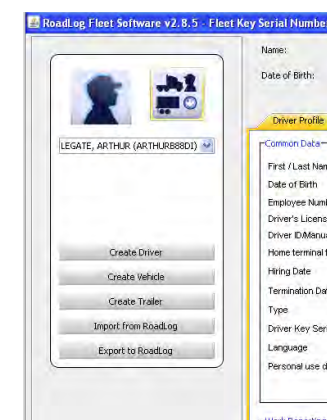 RoadLog Fleet Software v2.8.5 - Fleet Key Serial Numbe
Name:
Date of Birth:
LEGATE, ARTHUR (ARTHURB88DI)
Create Driver
Create Vehicle
Create Trailer
Import from RoadLog
Export to RoadLog
Driver Profile
Common Data
First / Last Nam
Date of Birth
Employee Numb
Driver's Licens
Driver ID/Manua
Home terminal
Hiring Date
Termination Dat
Type
Driver Key Seri
Language
Personal use d